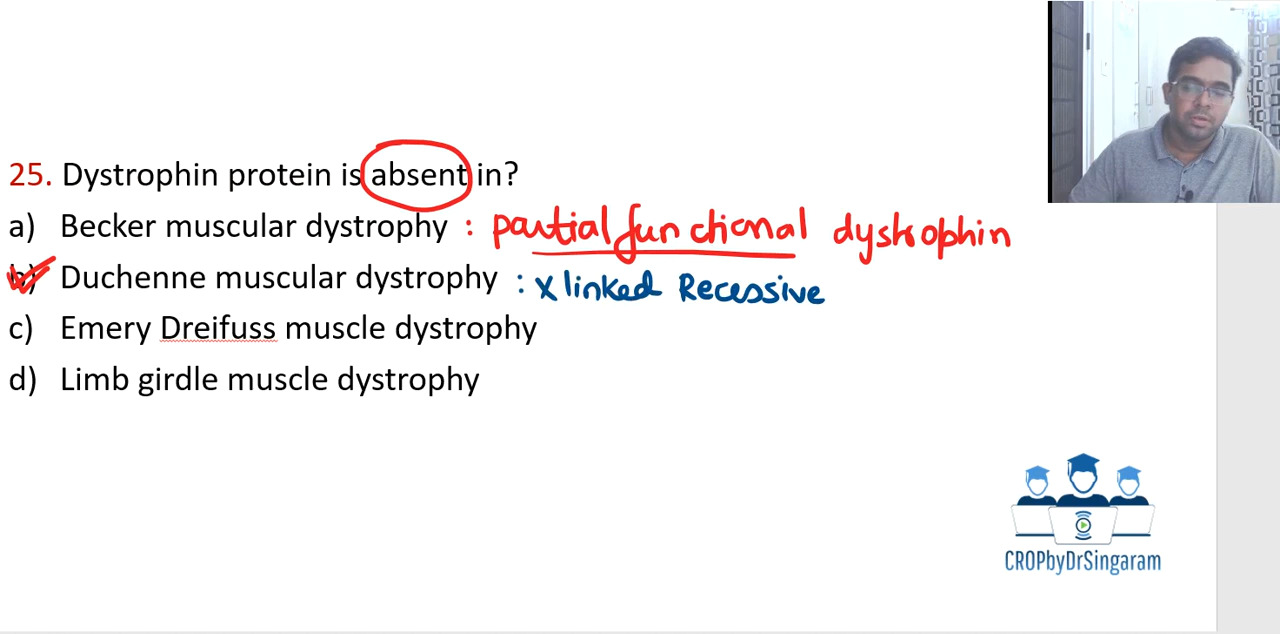 25. Dystrophin protein is absent in?
a) Becker muscular dystrophy : partial functional dystrophin
b) Duchenne muscular dystrophy : X linked Recessive
c) Emery Dreifuss muscle dystrophy
d) Limb girdle muscle dystrophy
CROPbyDrSingaram